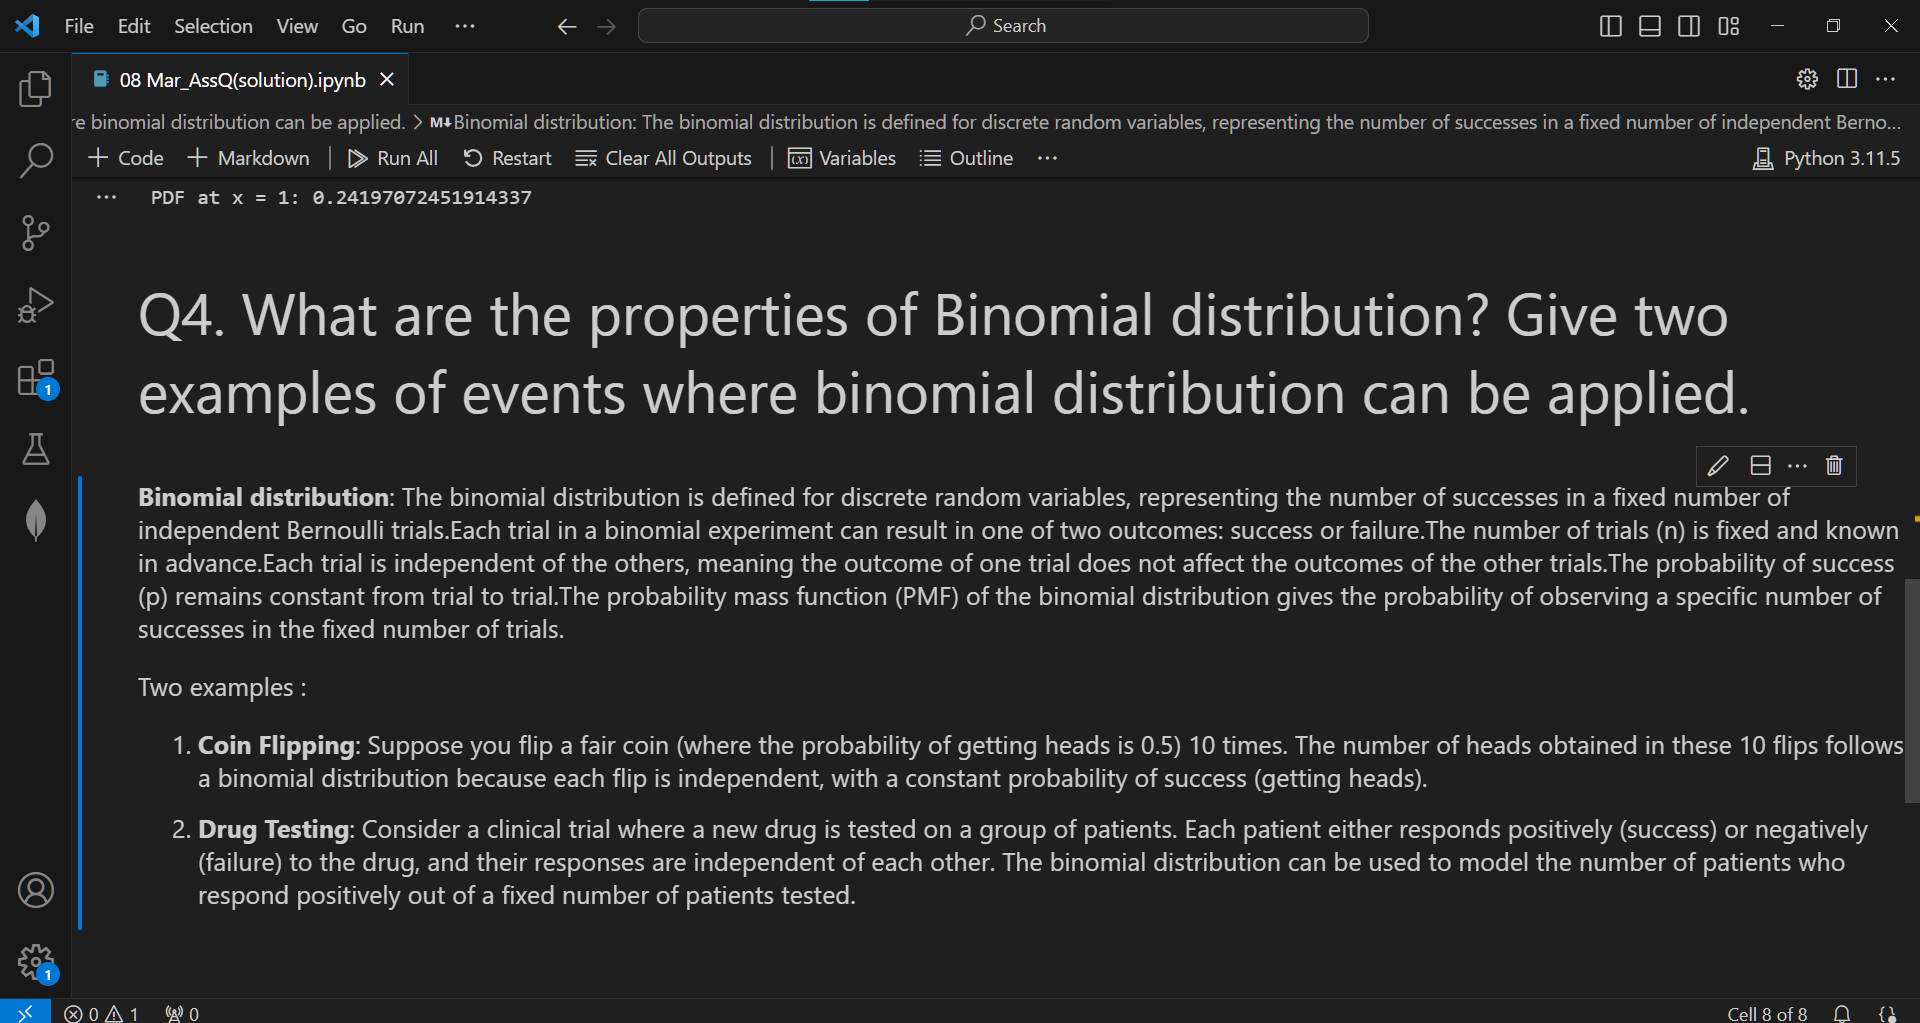 File Edit Selection View Go Run ··· Search
08 Mar_AssQ(solution).ipynb
re binomial distribution can be applied. > M↓Binomial distribution: The binomial distribution is defined for discrete random variables, representing the number of successes in a fixed number of independent Berno...
+ Code + Markdown | Run All Restart Clear All Outputs | Variables Outline ··· Python 3.11.5
··· PDF at x = 1: 0.24197072451914337
Q4. What are the properties of Binomial distribution? Give two
examples of events where binomial distribution can be applied.
Binomial distribution: The binomial distribution is defined for discrete random variables, representing the number of successes in a fixed number of
independent Bernoulli trials.Each trial in a binomial experiment can result in one of two outcomes: success or failure.The number of trials (n) is fixed and known
in advance.Each trial is independent of the others, meaning the outcome of one trial does not affect the outcomes of the other trials.The probability of success
(p) remains constant from trial to trial.The probability mass function (PMF) of the binomial distribution gives the probability of observing a specific number of
successes in the fixed number of trials.
Two examples :
1. Coin Flipping: Suppose you flip a fair coin (where the probability of getting heads is 0.5) 10 times. The number of heads obtained in these 10 flips follows
a binomial distribution because each flip is independent, with a constant probability of success (getting heads).
2. Drug Testing: Consider a clinical trial where a new drug is tested on a group of patients. Each patient either responds positively (success) or negatively
(failure) to the drug, and their responses are independent of each other. The binomial distribution can be used to model the number of patients who
respond positively out of a fixed number of patients tested.
1
1
0 1 0 Cell 8 of 8